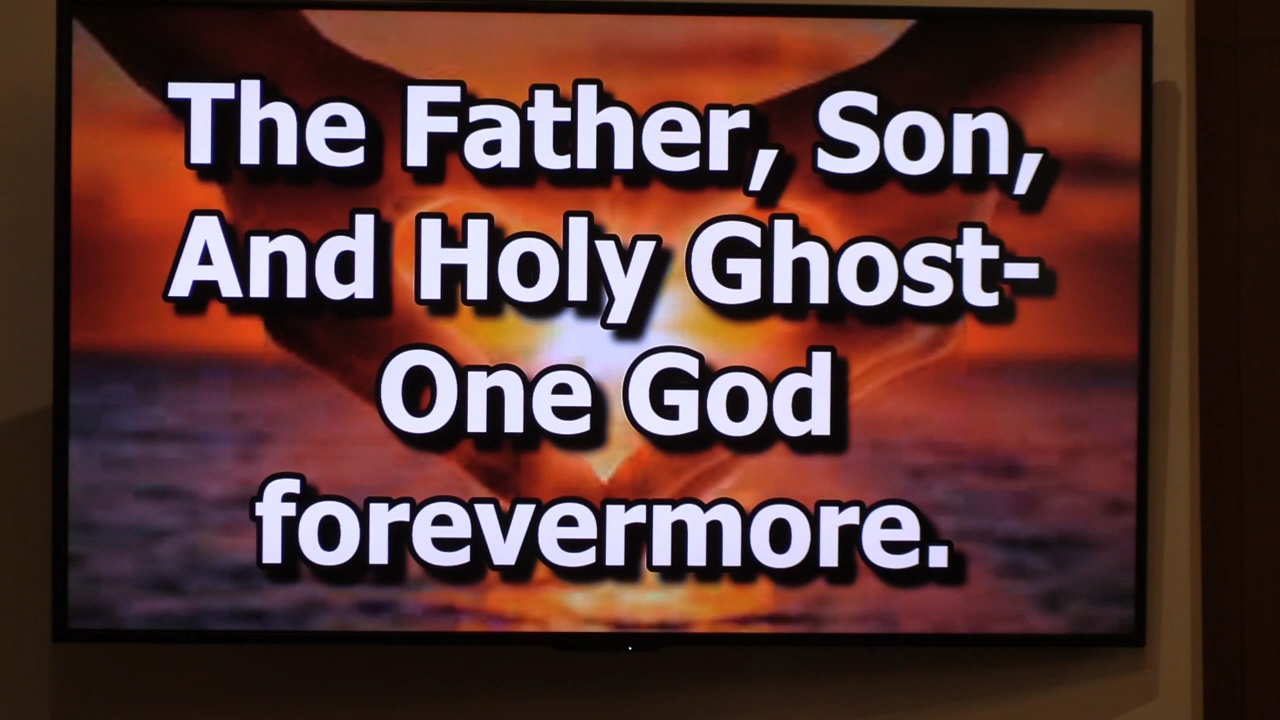 The Father, Son,
And Holy Ghost-
One God
forevermore.